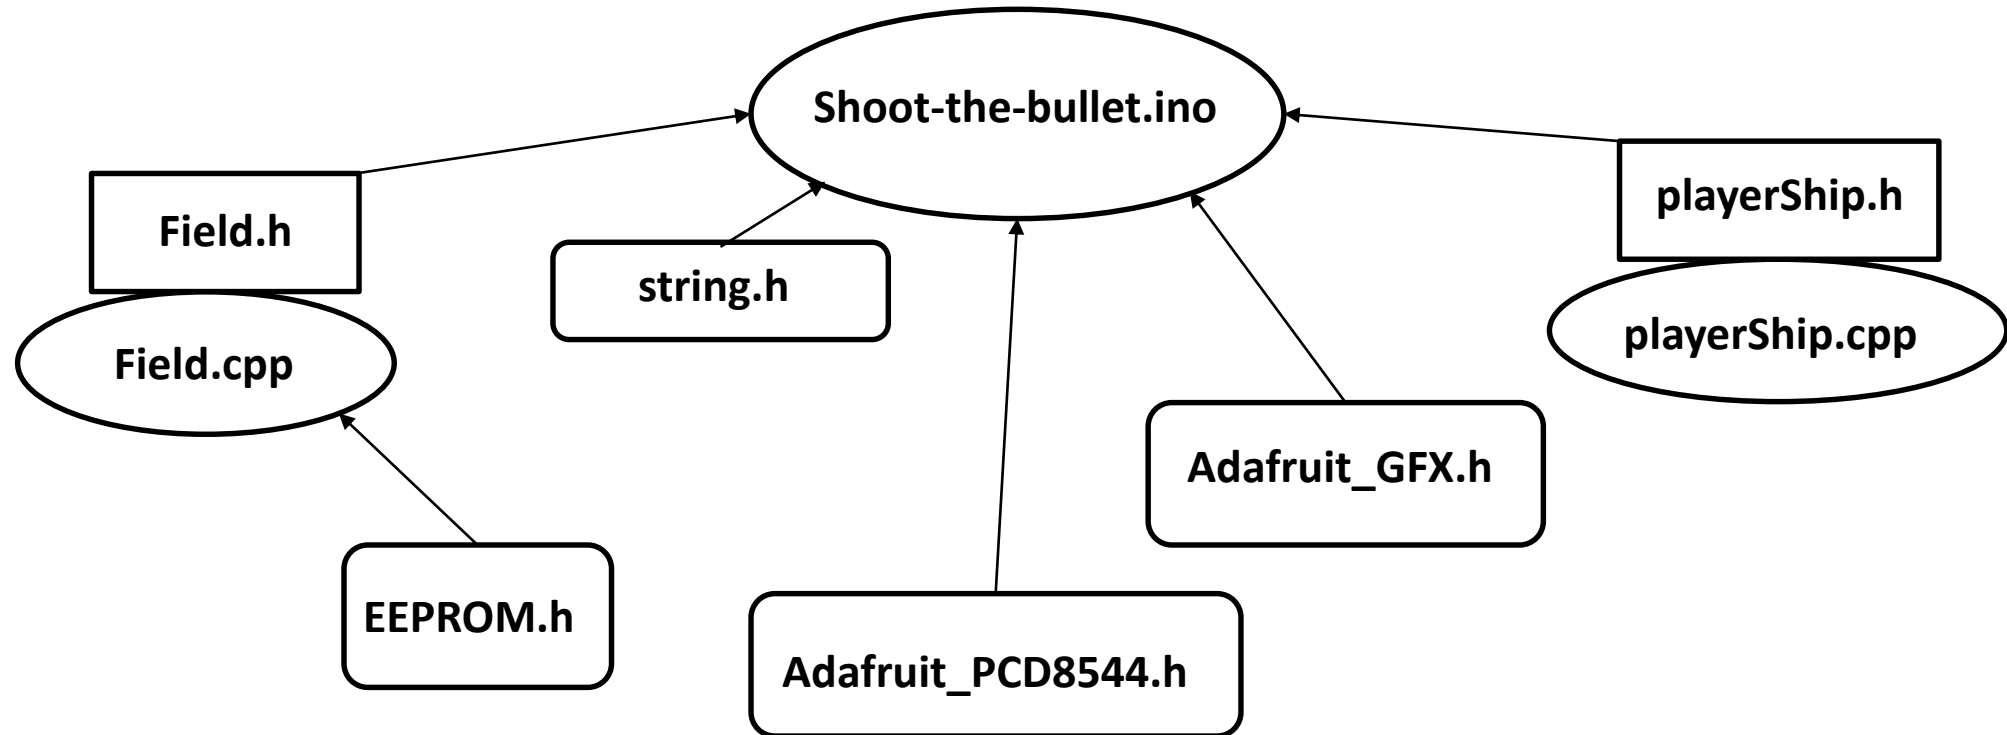 Shoot-the-bullet.ino
Field.h
Field.cpp
string.h
playerShip.h
playerShip.cpp
Adafruit_GFX.h
EEPROM.h
Adafruit_PCD8544.h